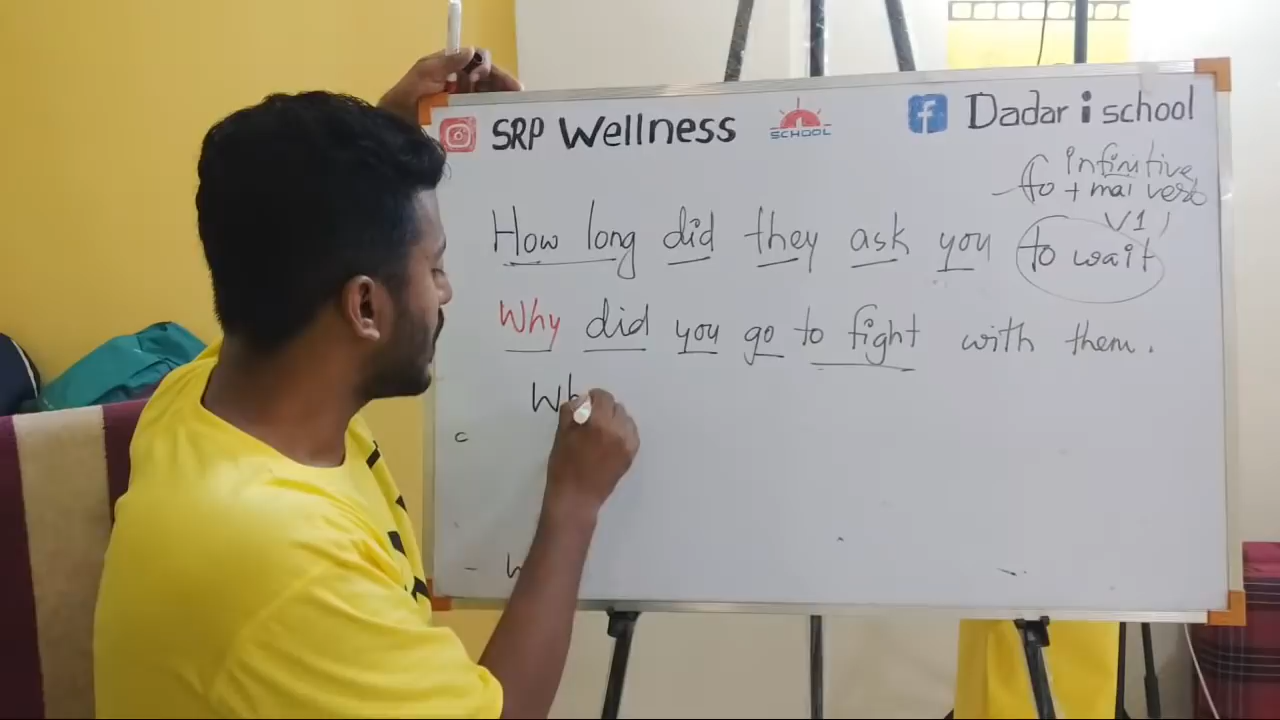 SRP Wellness SCHOOL Dadar i school
Infinitive
to + mai verb
V1
How long did they ask you to wait
Why did you go to fight with them.
Wh
w